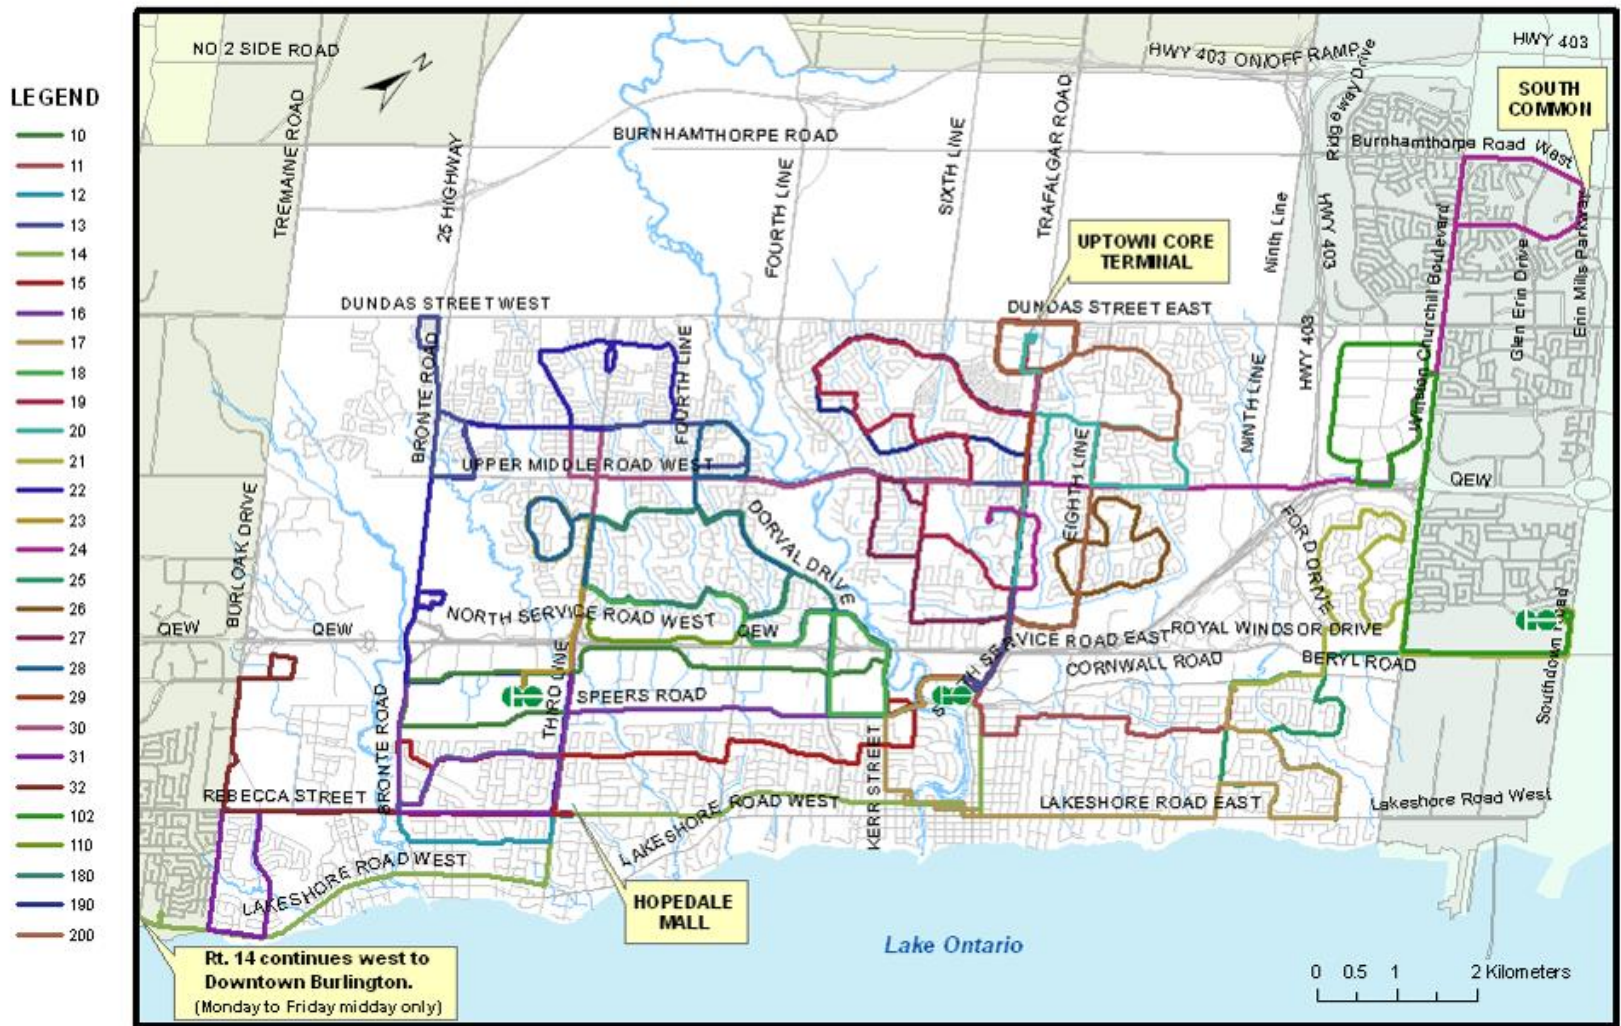 LEGEND
10
11
12
13
14
15
16
17
18
19
20
21
22
23
24
25
26
27
28
29
30
31
32
102
110
180
190
200
NO 2 SIDE ROAD
N
HWY 403 ON/OFF RAMP
HWY 403
SOUTH
COMMON
TREMAINE ROAD
25 HIGHWAY
BURNHAMTHORPE ROAD
FOURTH LINE
SIXTH LINE
TRAFALGAR ROAD
Ridgeway Drive
Burnhamthorpe Road West
Ninth Line
HWY 403
UPTOWN CORE
TERMINAL
Winston Churchill Boulevard
Glen Erin Drive
Erin Mills Parkway
DUNDAS STREET WEST
DUNDAS STREET EAST
BRONTE ROAD
FOURTH LINE
HWY 403
NINTH LINE
UPPER MIDDLE ROAD WEST
EIGHTH LINE
QEW
BURLOAK DRIVE
DORVAL DRIVE
FORD DRIVE
NORTH SERVICE ROAD WEST
QEW
QEW
QEW
SERVICE ROAD EAST
ROYAL WINDSOR DRIVE
CORNWALL ROAD
BERYL ROAD
Southdown Road
THIRD LINE
SPEERS ROAD
BRONTE ROAD
KERR STREET
REBECCA STREET
LAKESHORE ROAD WEST
LAKESHORE ROAD EAST
Lakeshore Road West
LAKESHORE ROAD WEST
HOPEDALE
MALL
Lake Ontario
Rt. 14 continues west to
Downtown Burlington.
(Monday to Friday midday only)
0 0.5 1 2 Kilometers